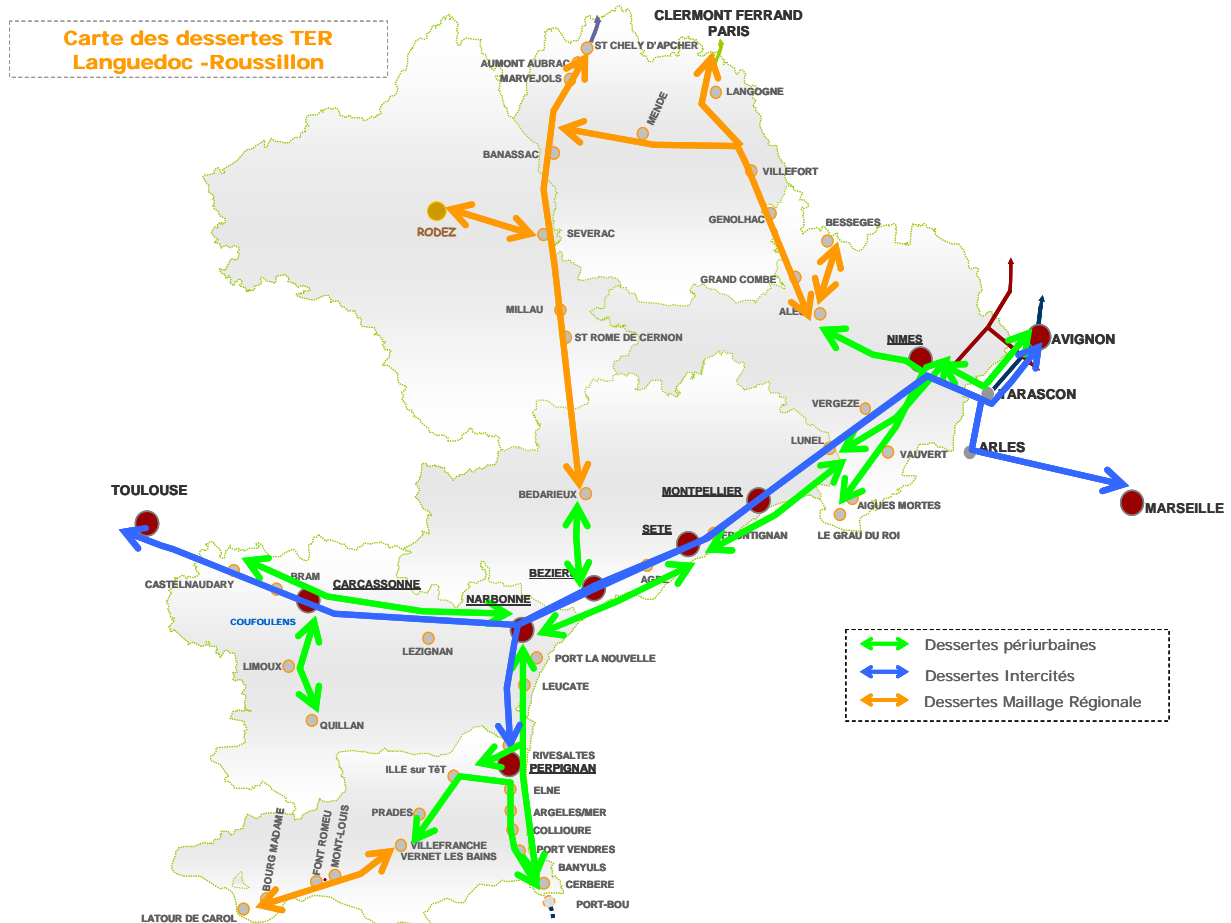 Carte des dessertes TER
Languedoc -Roussillon
CLERMONT FERRAND
PARIS
ST CHELY D'APCHER
AUMONT AUBRAC
MARVEJOLS
LANGOGNE
MENDE
BANASSAC
VILLEFORT
GENOLHAC
BESSEGES
RODEZ
SEVERAC
GRAND COMBE
MILLAU
ST ROME DE CERNON
NIMES
AVIGNON
TARASCON
VERGEZE
LUNEL
VAUVERT
ARLES
TOULOUSE
BEDARIEUX
MONTPELLIER
AIGUES MORTES
MARSEILLE
SETE
FRONTIGNAN
LE GRAU DU ROI
BEZIERS
AGDE
CASTELNAUDARY
BRAM
CARCASSONNE
NARBONNE
COUFOULENS
LEZIGNAN
LIMOUX
PORT LA NOUVELLE
LEUCATE
QUILLAN
Dessertes périurbaines
Dessertes Intercités
Dessertes Maillage Régionale
RIVESALTES
ILLE sur TêT
PERPIGNAN
ELNE
PRADES
ARGELES/MER
COLLIOURE
VILLEFRANCHE
VERNET LES BAINS
PORT VENDRES
BANYULS
CERBERE
PORT-BOU
BOURG MADAME
FONT ROMEU
MONT-LOUIS
LATOUR DE CAROL